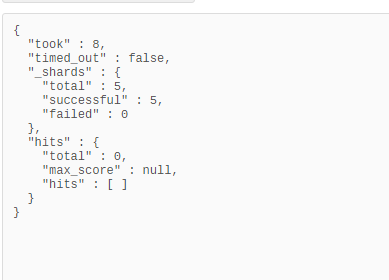 {
  "took" : 8,
  "timed_out" : false,
  "_shards" : {
    "total" : 5,
    "successful" : 5,
    "failed" : 0
  },
  "hits" : {
    "total" : 0,
    "max_score" : null,
    "hits" : [ ]
  }
}